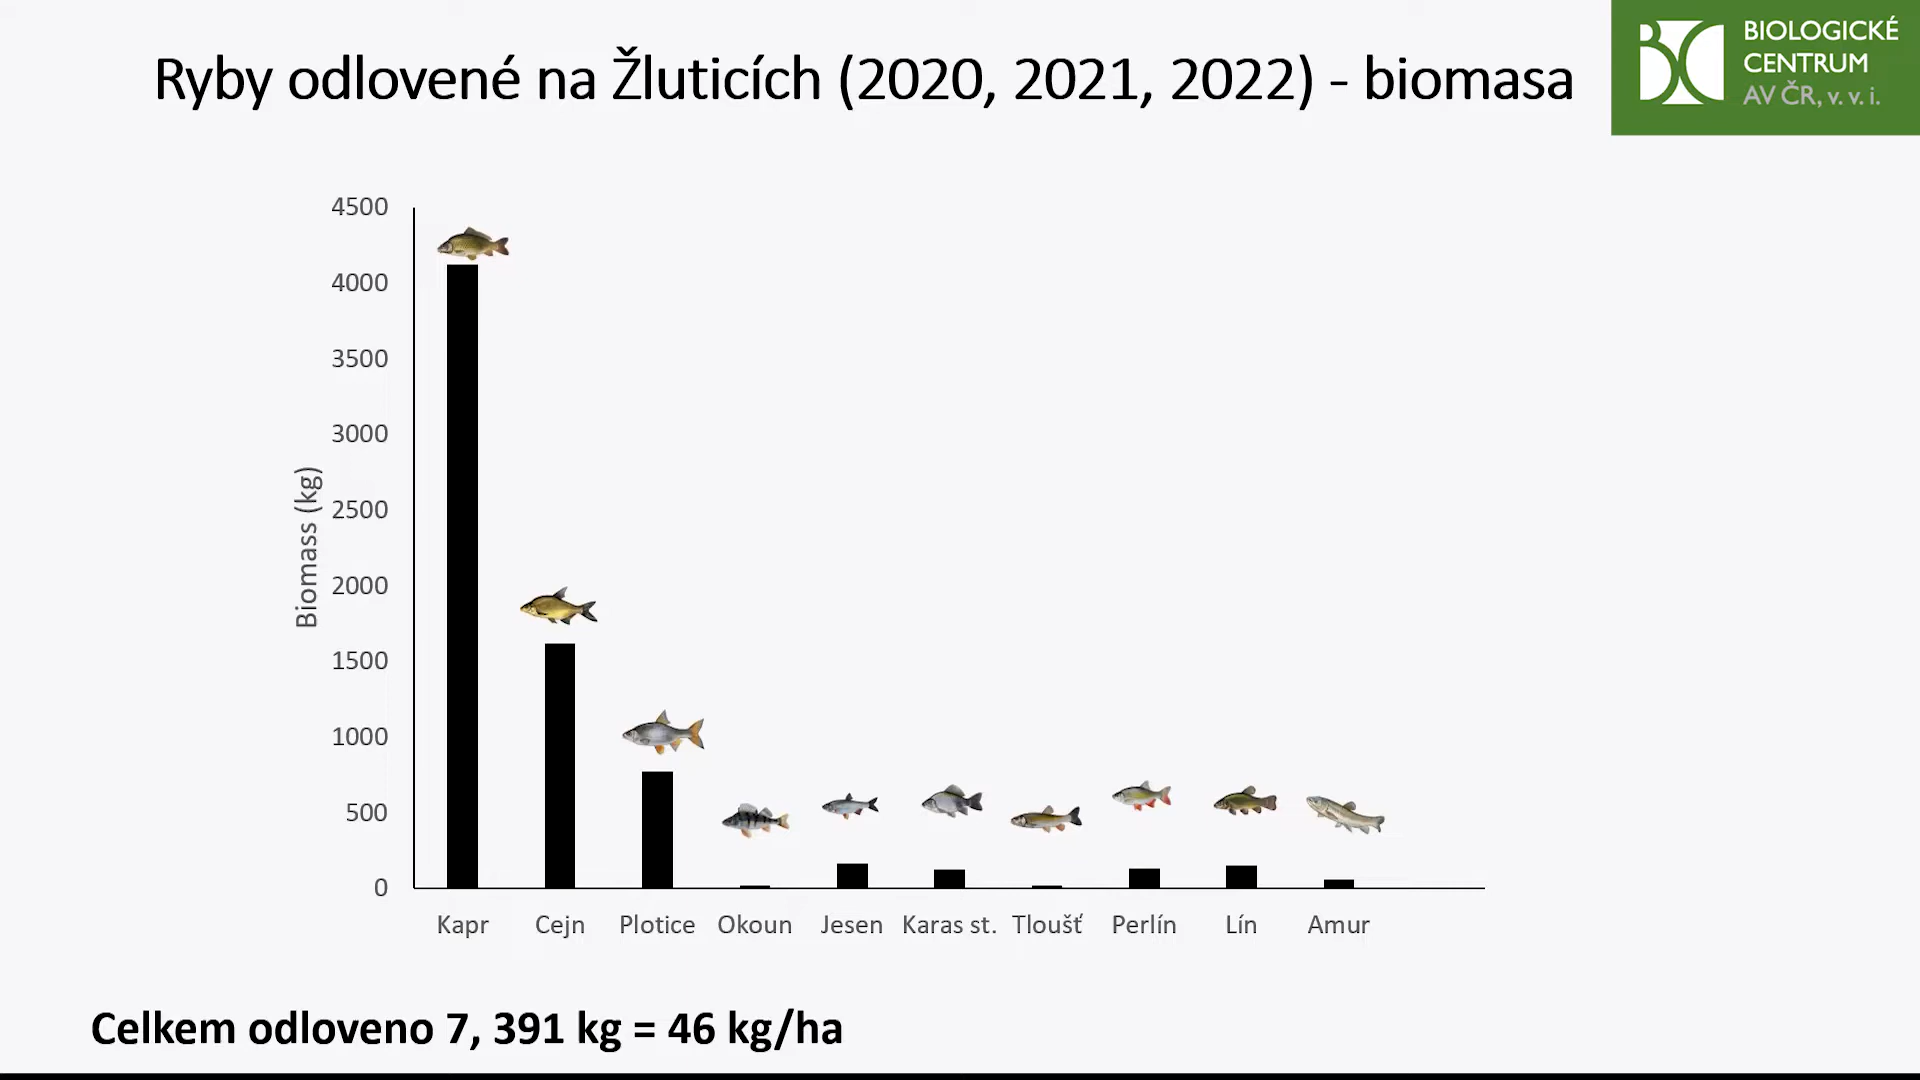 Ryby odlovené na Žluticích (2020, 2021, 2022) - biomasa
BIOLOGICKÉ
CENTRUM
AV ČR, v. v. i.
4500
4000
3500
3000
2500
2000
1500
1000
500
0
Biomass (kg)
Kapr Cejn Plotice Okoun Jesen Karas st. Tloušť Perlín Lín Amur
Celkem odloveno 7, 391 kg = 46 kg/ha